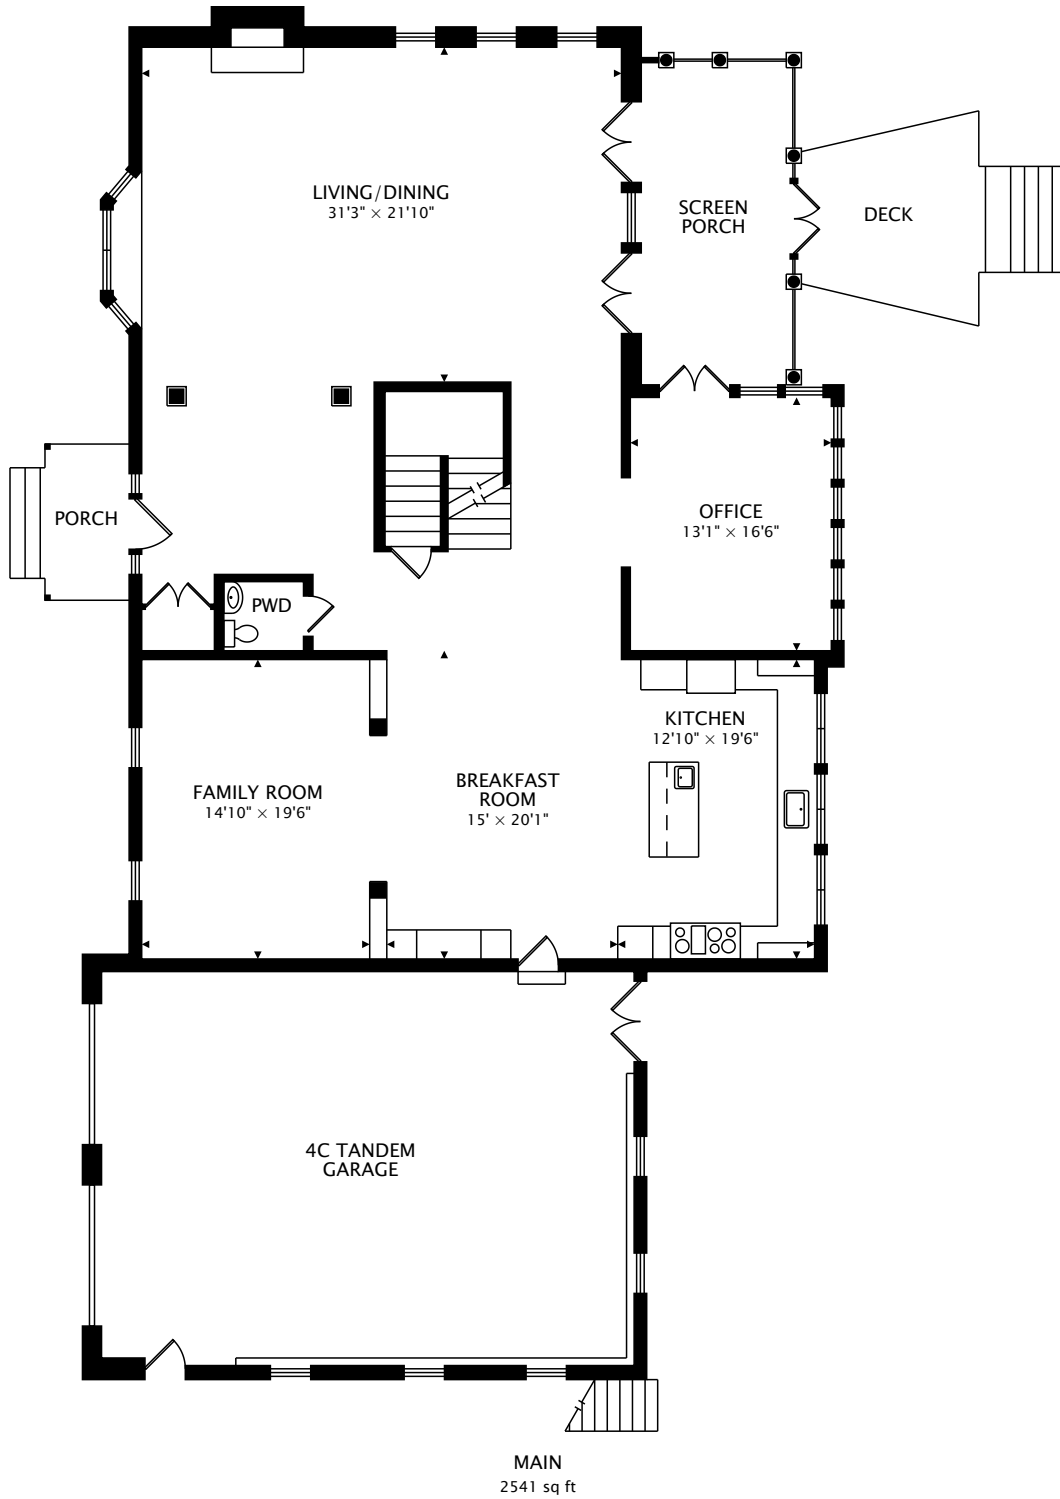 LIVING/DINING
31'3" × 21'10"
SCREEN
PORCH
DECK
PORCH
OFFICE
13'1" × 16'6"
PWD
KITCHEN
12'10" × 19'6"
FAMILY ROOM
14'10" × 19'6"
BREAKFAST
ROOM
15' × 20'1"
4C TANDEM
GARAGE
MAIN
2541 sq ft